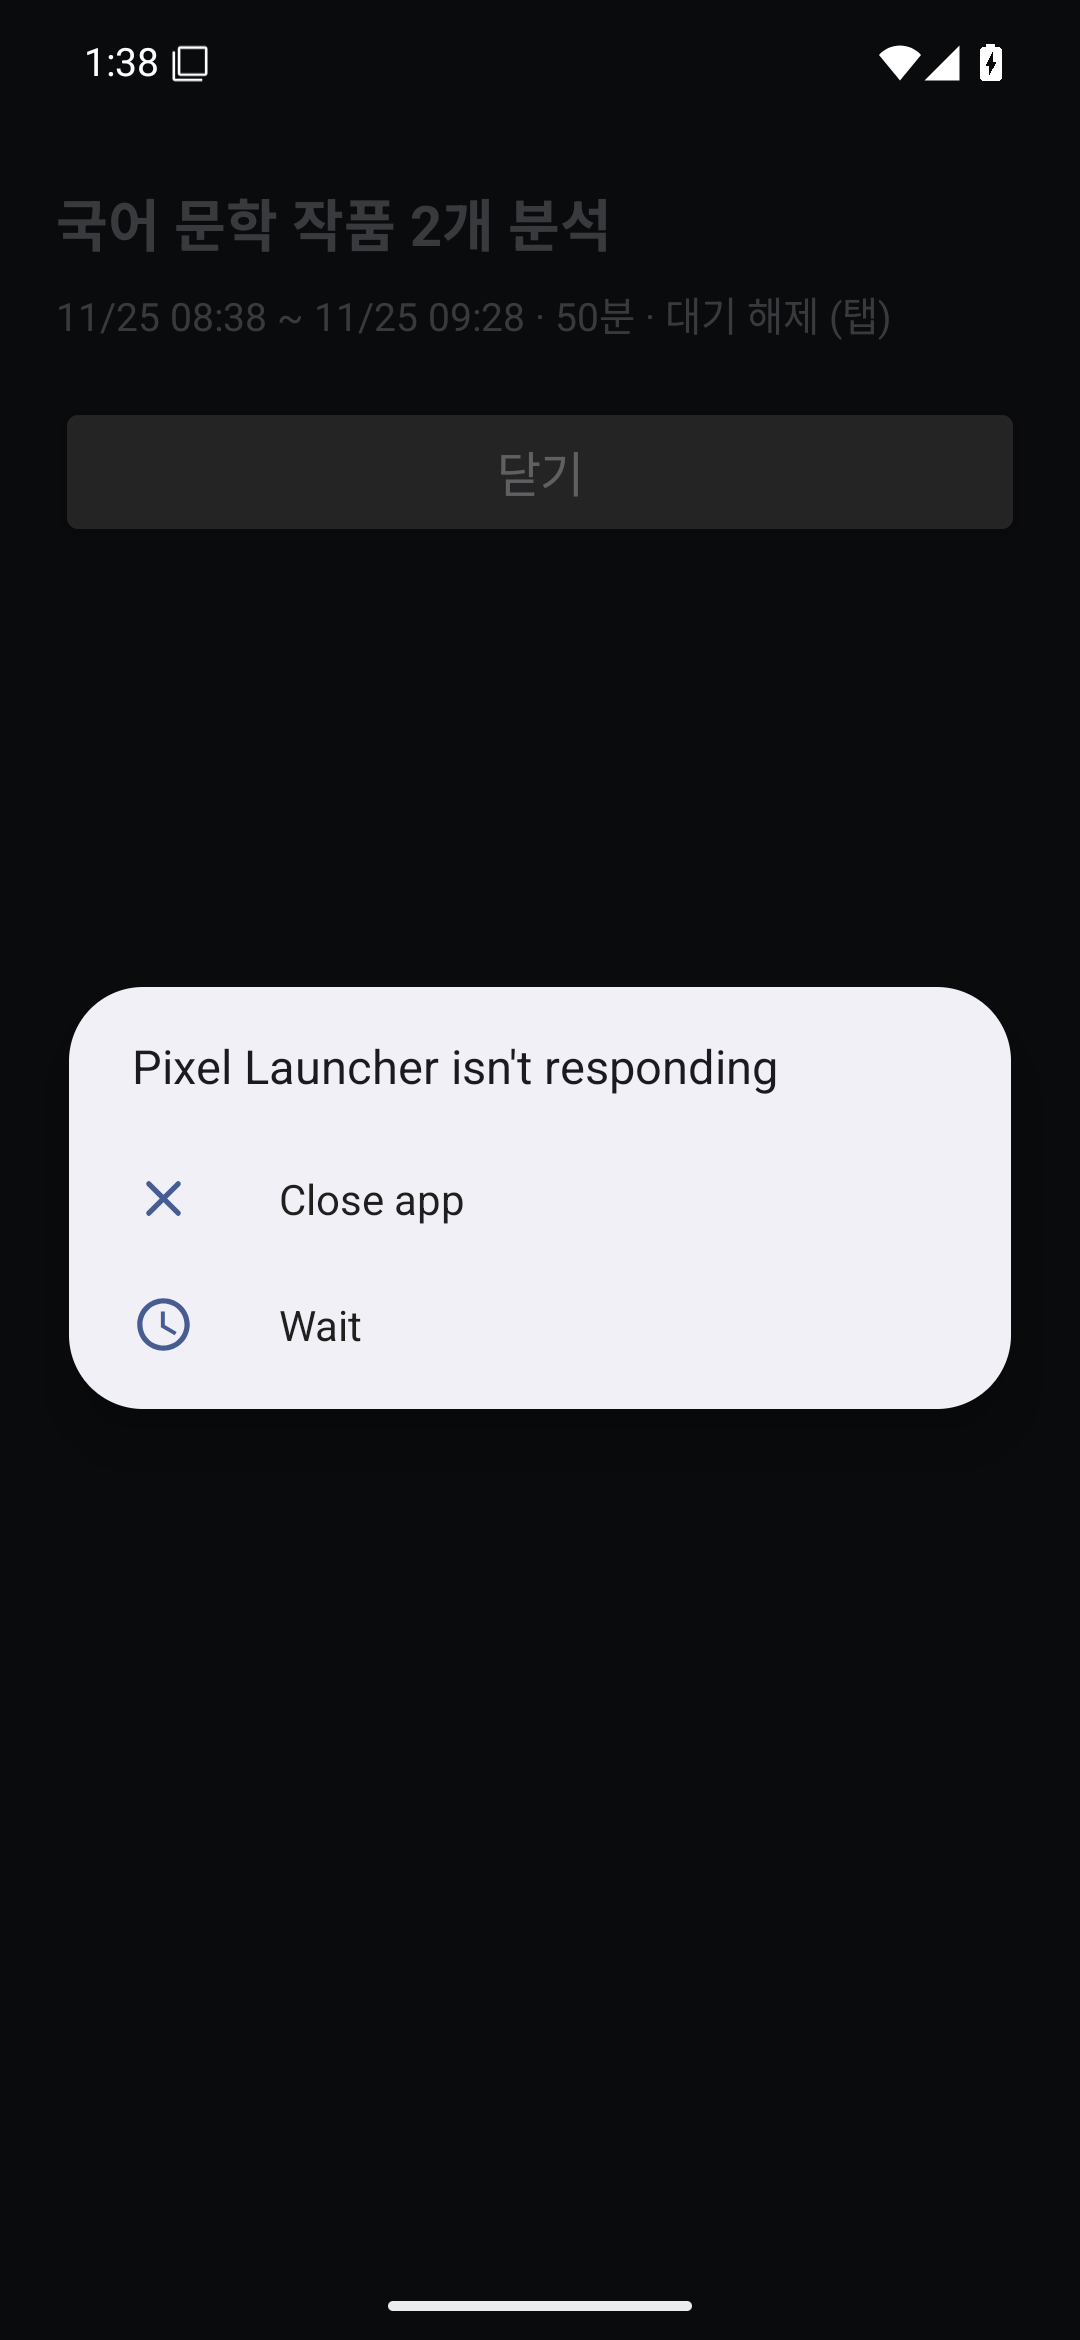 1:38
국어 문학 작품 2개 분석
11/25 08:38 ~ 11/25 09:28 · 50분 · 대기 해제 (탭)
닫기
Pixel Launcher isn't responding
Close app
Wait